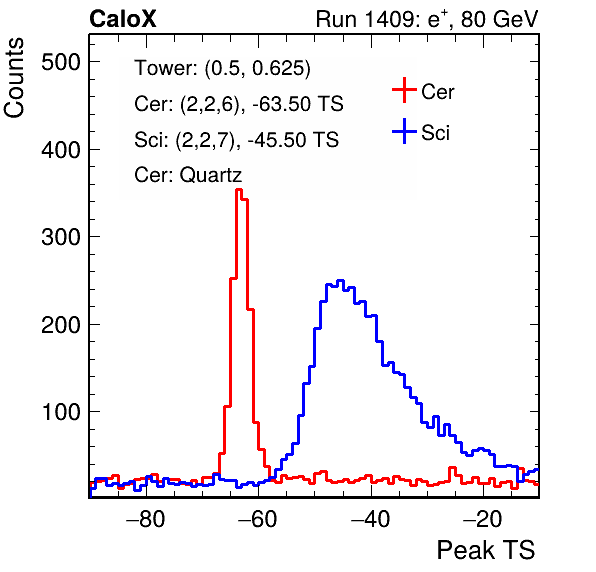 CaloX Run 1409: e⁺, 80 GeV
Counts
500
400
300
200
100
Tower: (0.5, 0.625)
Cer: (2,2,6), -63.50 TS
Sci: (2,2,7), -45.50 TS
Cer: Quartz
Cer
Sci
−80 −60 −40 −20
Peak TS